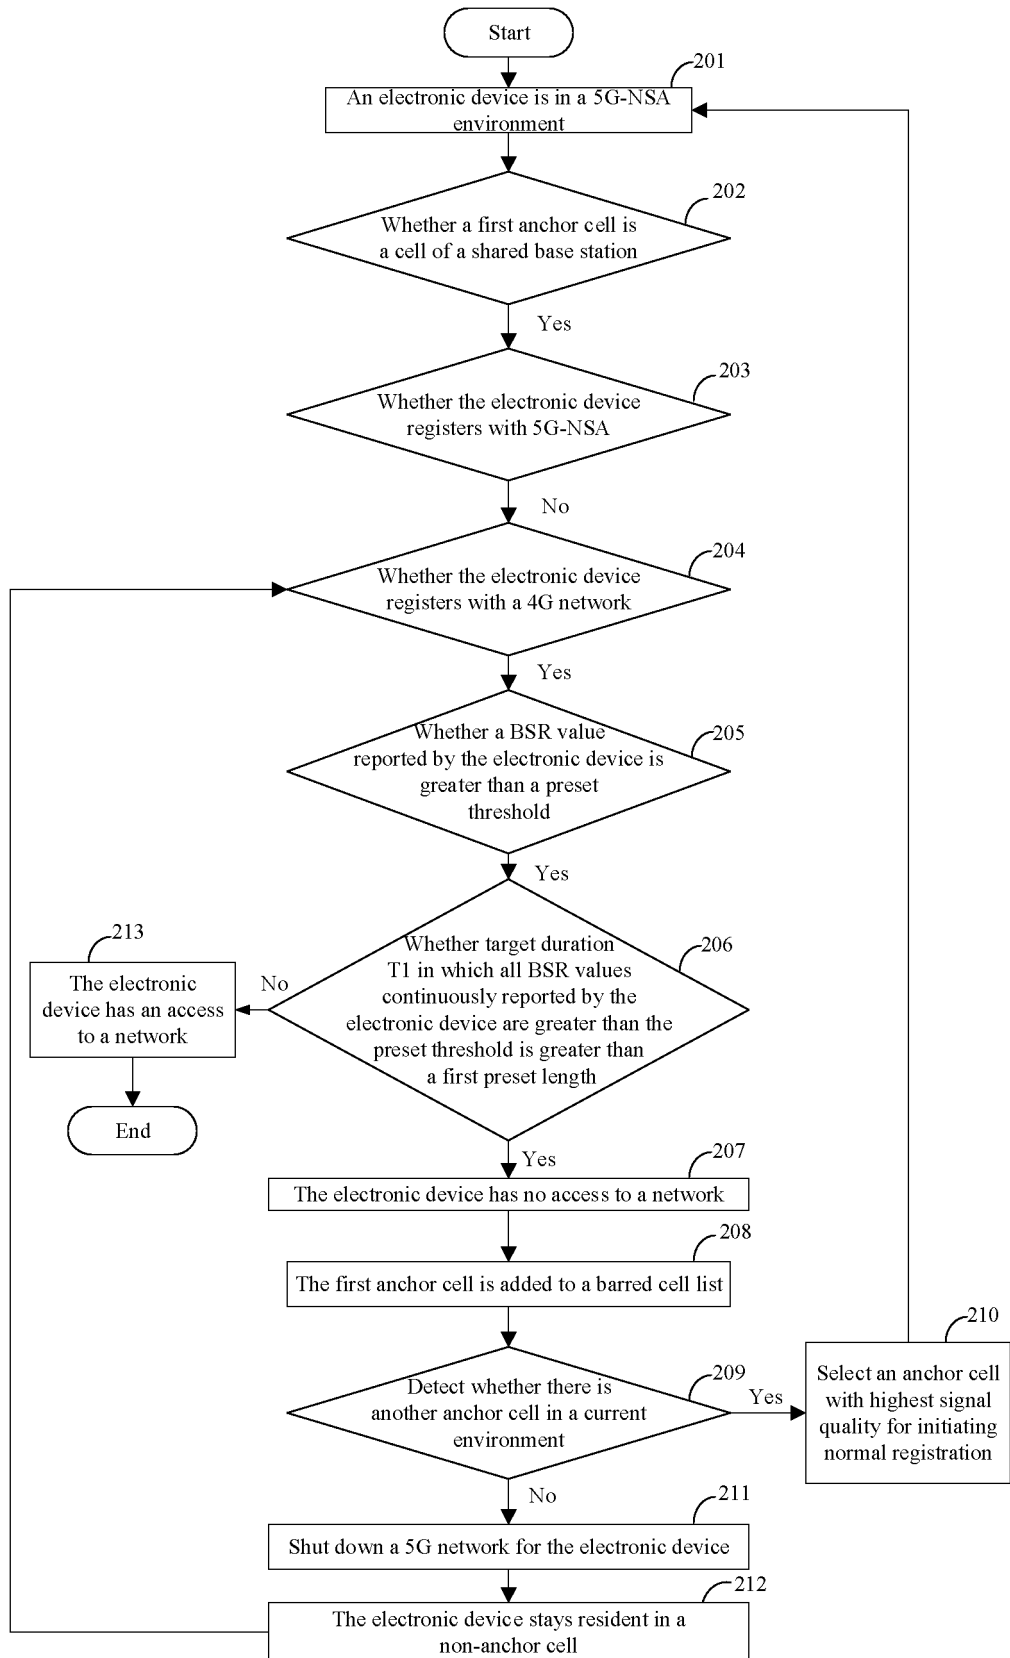 Start
201
An electronic device is in a 5G-NSA
environment
202
Whether a first anchor cell is
a cell of a shared base station
Yes
203
Whether the electronic device
registers with 5G-NSA
No
204
Whether the electronic device
registers with a 4G network
Yes
205
Whether a BSR value
reported by the electronic device is
greater than a preset
threshold
Yes
206
Whether target duration
T1 in which all BSR values
continuously reported by the
electronic device are greater than the
preset threshold is greater than
a first preset length
No
213
The electronic
device has an access
to a network
End
Yes
207
The electronic device has no access to a network
208
The first anchor cell is added to a barred cell list
209
Detect whether there is
another anchor cell in a current
environment
Yes
210
Select an anchor cell
with highest signal
quality for initiating
normal registration
No
211
Shut down a 5G network for the electronic device
212
The electronic device stays resident in a
non-anchor cell